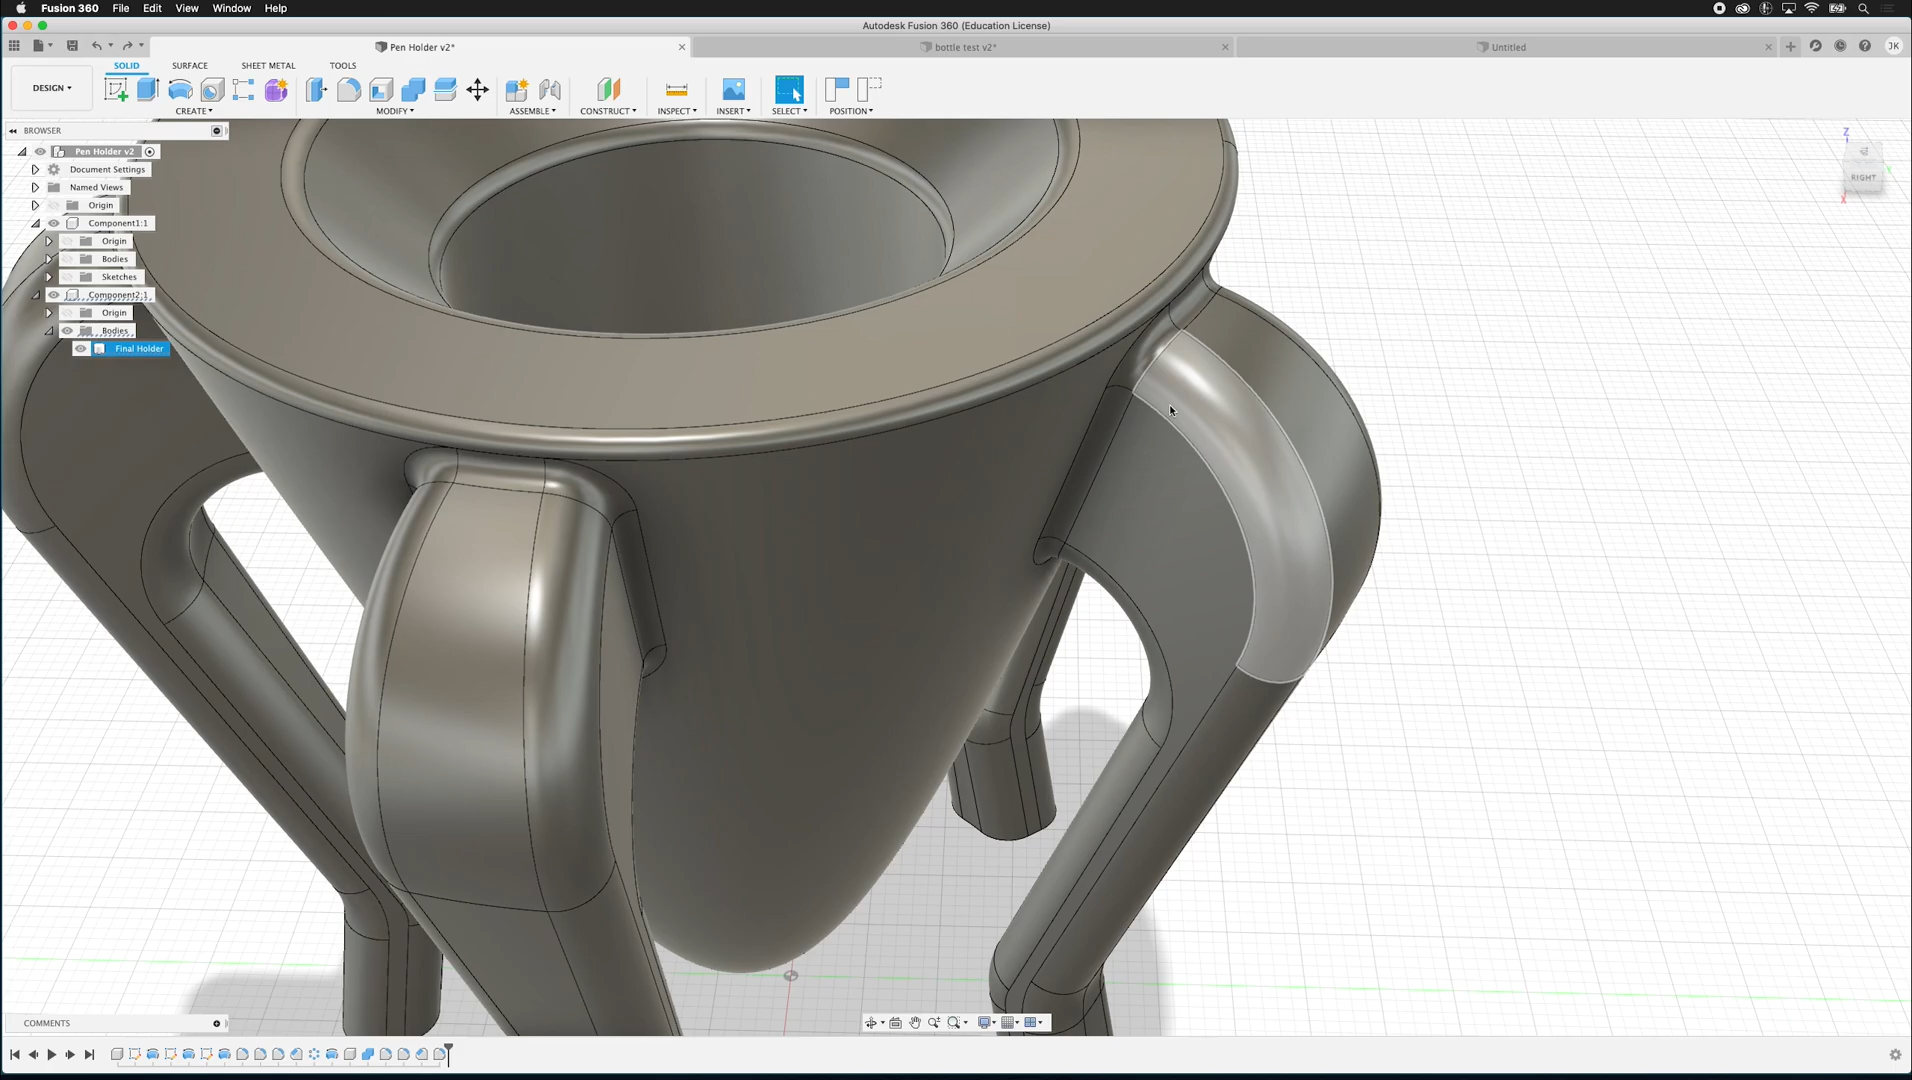 Fusion 360 File Edit View Window Help
Autodesk Fusion 360 (Education License)
Pen Holder v2*
bottle test v2*
Untitled
JK
SOLID SURFACE SHEET METAL TOOLS
DESIGN
CREATE MODIFY ASSEMBLE CONSTRUCT INSPECT INSERT SELECT POSITION
BROWSER
Pen Holder v2
Document Settings
Named Views
Origin
Component1:1
Origin
Bodies
Sketches
Component2:1
Origin
Bodies
Final Holder
Z
RIGHT
X
COMMENTS